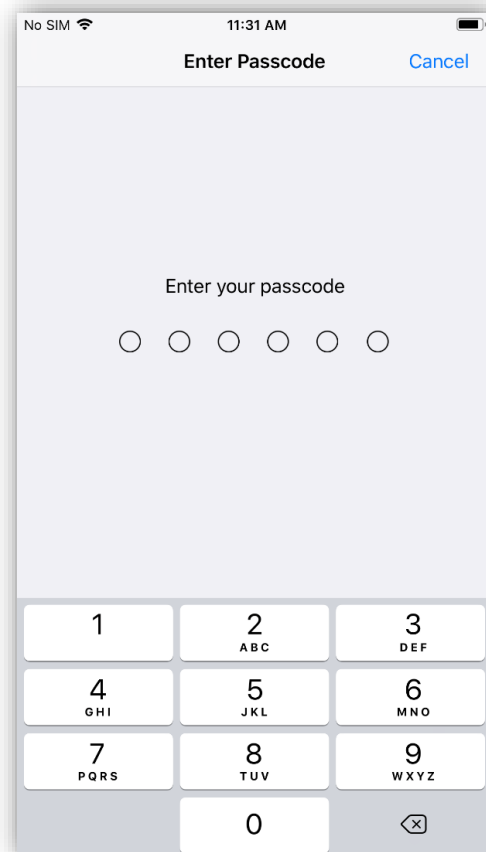 No SIM 11:31 AM
Enter Passcode Cancel
Enter your passcode
1 2 3
ABC DEF
4 5 6
GHI JKL MNO
7 8 9
PQRS TUV WXYZ
0